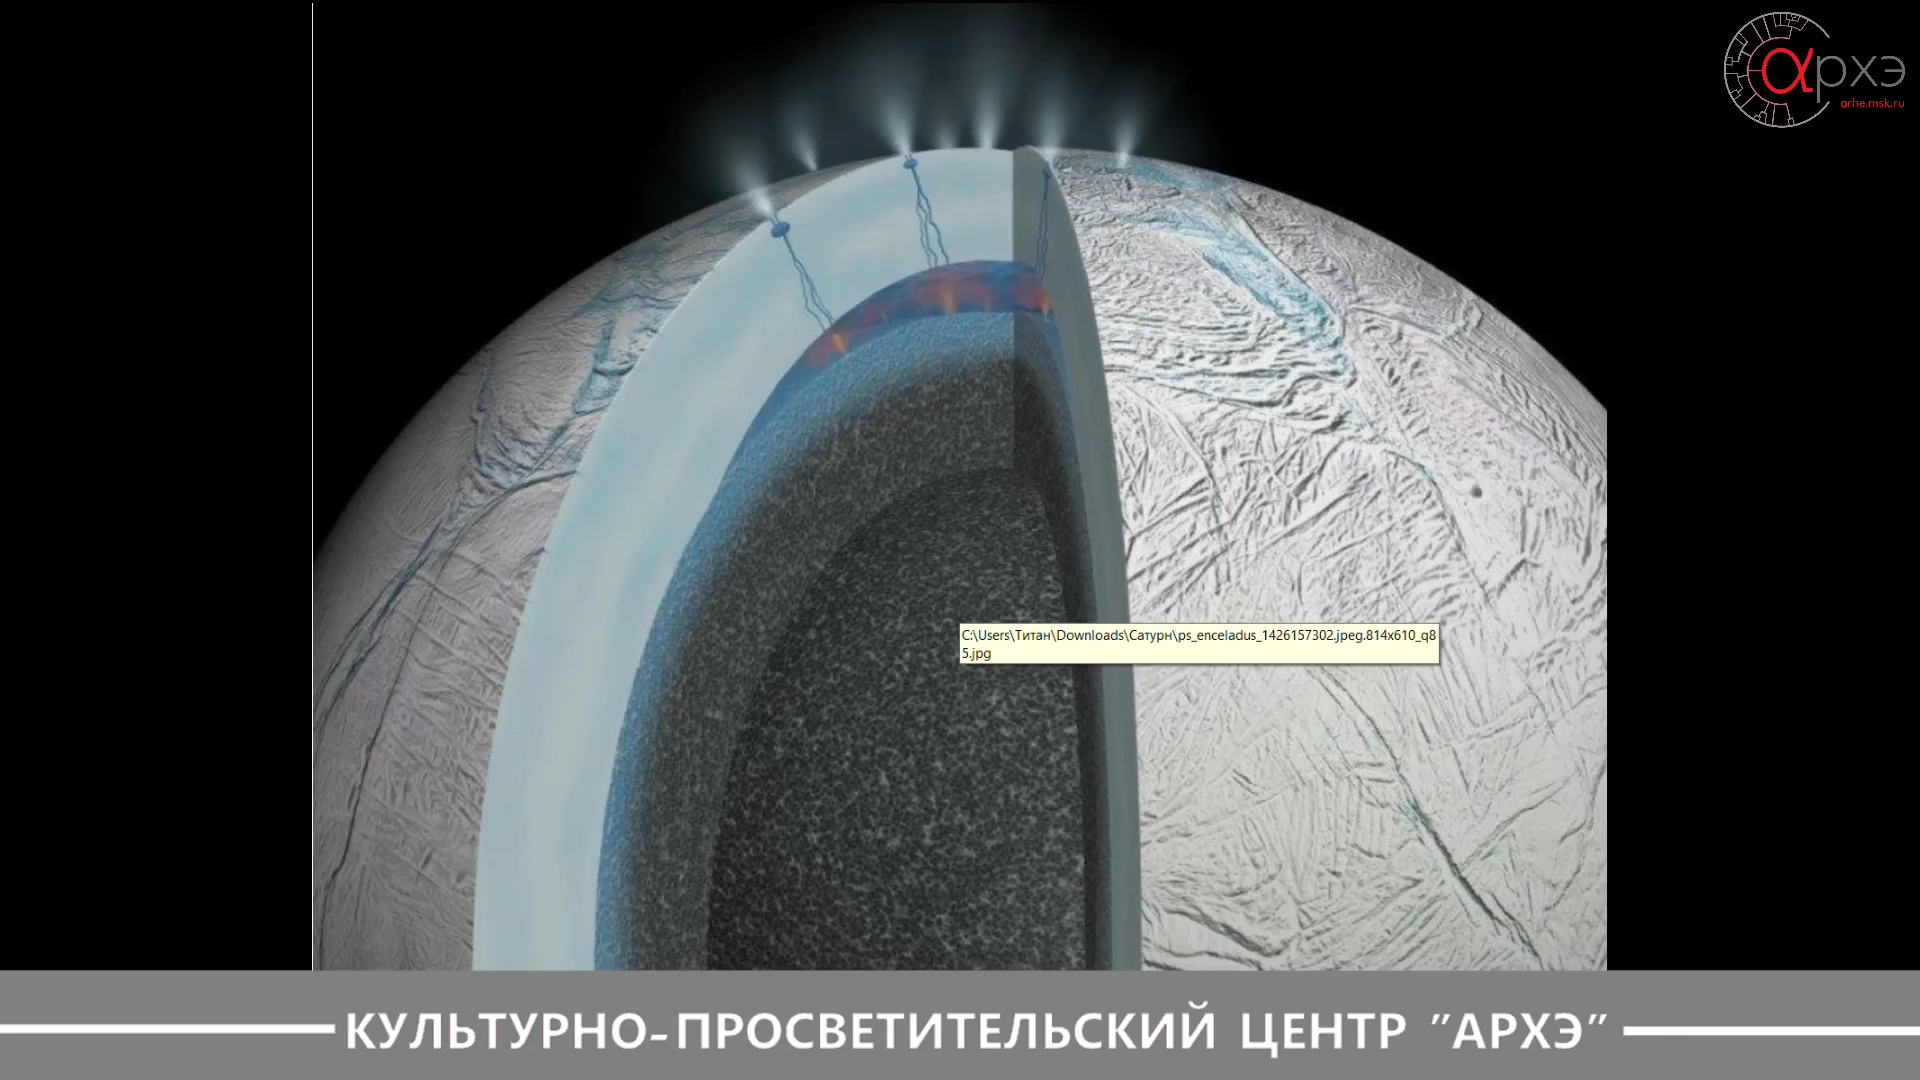 αрхэ
arhe.msk.ru
C:\Users\Титан\Downloads\Сатурн\ps_enceladus_1426157302.jpeg.814x610_q8
5.jpg
КУЛЬТУРНО-ПРОСВЕТИТЕЛЬСКИЙ ЦЕНТР "АРХЭ"